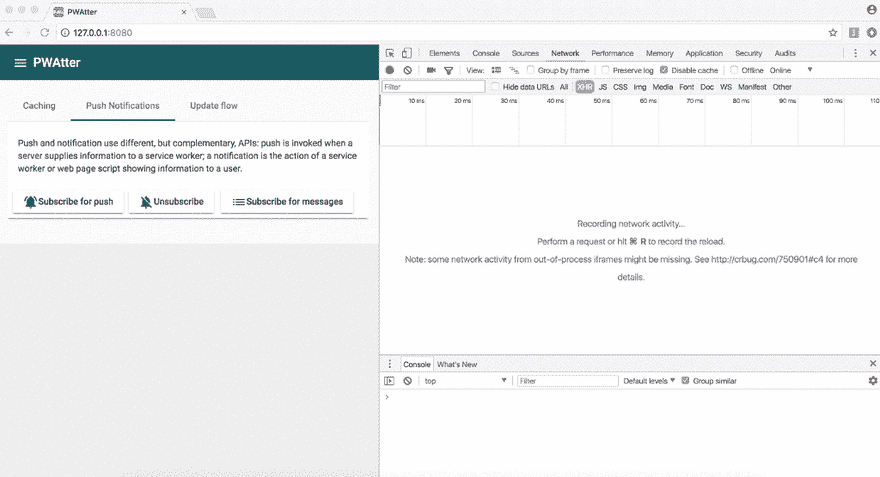 PWAtter
127.0.0.1:8080
PWAtter
Caching Push Notifications Update flow
Push and notification use different, but complementary, APIs: push is invoked when a
server supplies information to a service worker; a notification is the action of a service
worker or web page script showing information to a user.
Subscribe for push Unsubscribe Subscribe for messages
Elements Console Sources Network Performance Memory Application Security Audits
View: Group by frame Preserve log Disable cache Offline Online
Filter Hide data URLs All XHR JS CSS Img Media Font Doc WS Manifest Other
10 ms 20 ms 30 ms 40 ms 50 ms 60 ms 70 ms 80 ms 90 ms 100 ms 110
Recording network activity...
Perform a request or hit ⌘ R to record the reload.
Note: some network activity from out-of-process iframes might be missing. See http://crbug.com/750901#c4 for more
details.
Console What's New
top Filter Default levels Group similar